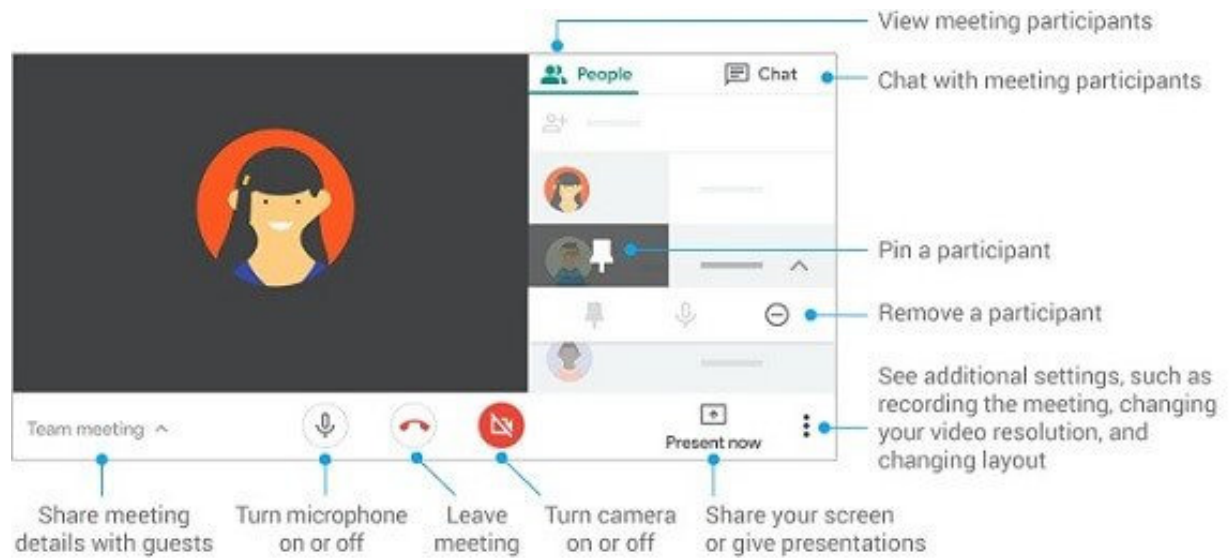 View meeting participants
People
Chat
Chat with meeting participants
Pin a participant
Remove a participant
See additional settings, such as
recording the meeting, changing
your video resolution, and
changing layout
Team meeting
Present now
Share meeting
details with guests
Turn microphone
on or off
Leave
meeting
Turn camera
on or off
Share your screen
or give presentations